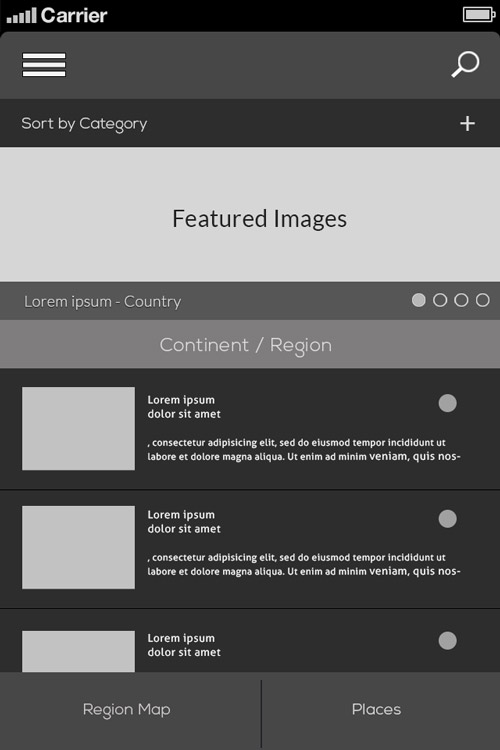 Carrier
Sort by Category
+
Featured Images
Lorem ipsum - Country
Continent / Region
Lorem ipsum
dolor sit amet
, consectetur adipisicing elit, sed do eiusmod tempor incididunt ut
labore et dolore magna aliqua. Ut enim ad minim veniam, quis nos-
Lorem ipsum
dolor sit amet
, consectetur adipisicing elit, sed do eiusmod tempor incididunt ut
labore et dolore magna aliqua. Ut enim ad minim veniam, quis nos-
Lorem ipsum
dolor sit amet
Region Map
Places